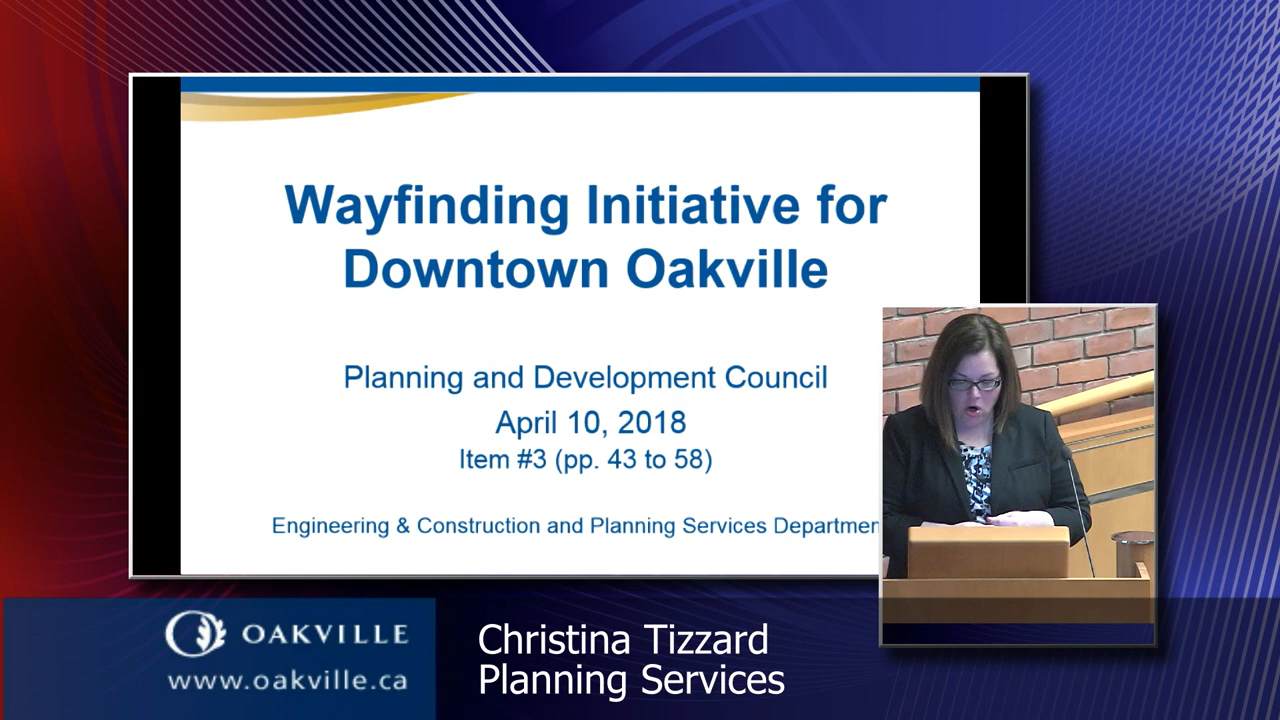 Wayfinding Initiative for
Downtown Oakville
Planning and Development Council
April 10, 2018
Item #3 (pp. 43 to 58)
Engineering & Construction and Planning Services Departmen
OAKVILLE
www.oakville.ca
Christina Tizzard
Planning Services